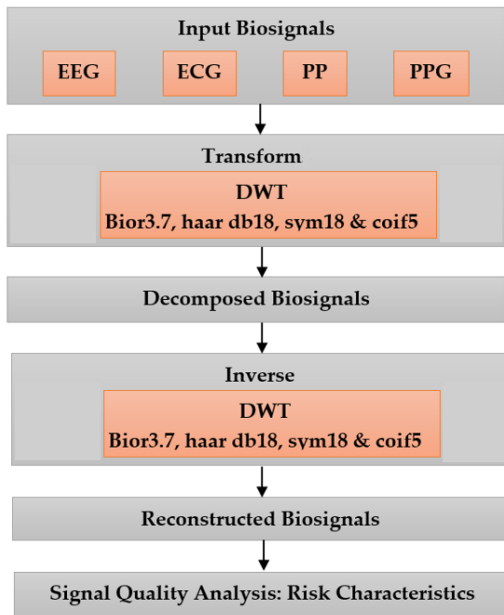 Input Biosignals
EEG ECG PP PPG
Transform
DWT
Bior3.7, haar db18, sym18 & coif5
Decomposed Biosignals
Inverse
DWT
Bior3.7, haar db18, sym18 & coif5
Reconstructed Biosignals
Signal Quality Analysis: Risk Characteristics